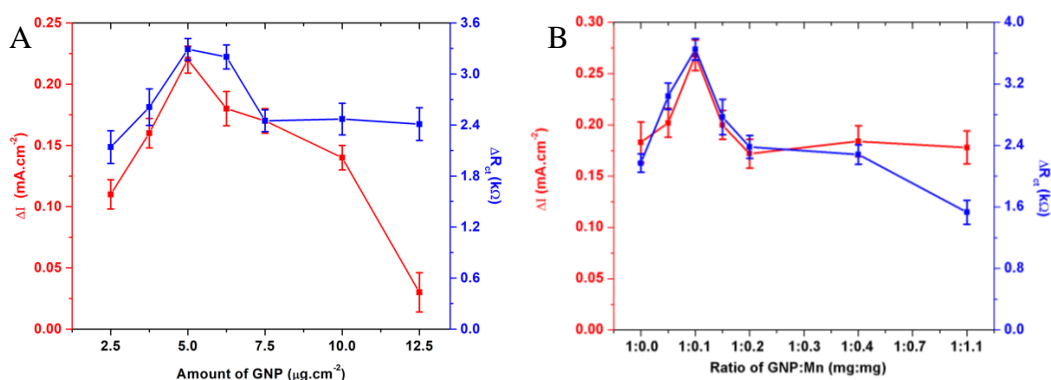 A
0.25
0.20
0.15
0.10
0.05
0.00
ΔI (mA.cm⁻²)
3.6
3.0
2.4
1.8
1.2
0.6
0.0
ΔR_ct (kΩ)
2.5 5.0 7.5 10.0 12.5
Amount of GNP (µg.cm⁻²)
B
0.30
0.25
0.20
0.15
0.10
0.05
0.00
ΔI (mA.cm⁻²)
4.0
3.2
2.4
1.6
0.8
0.0
ΔR_ct (kΩ)
1:0.0 1:0.1 1:0.2 1:0.3 1:0.4 1:0.7 1:1.1
Ratio of GNP:Mn (mg:mg)